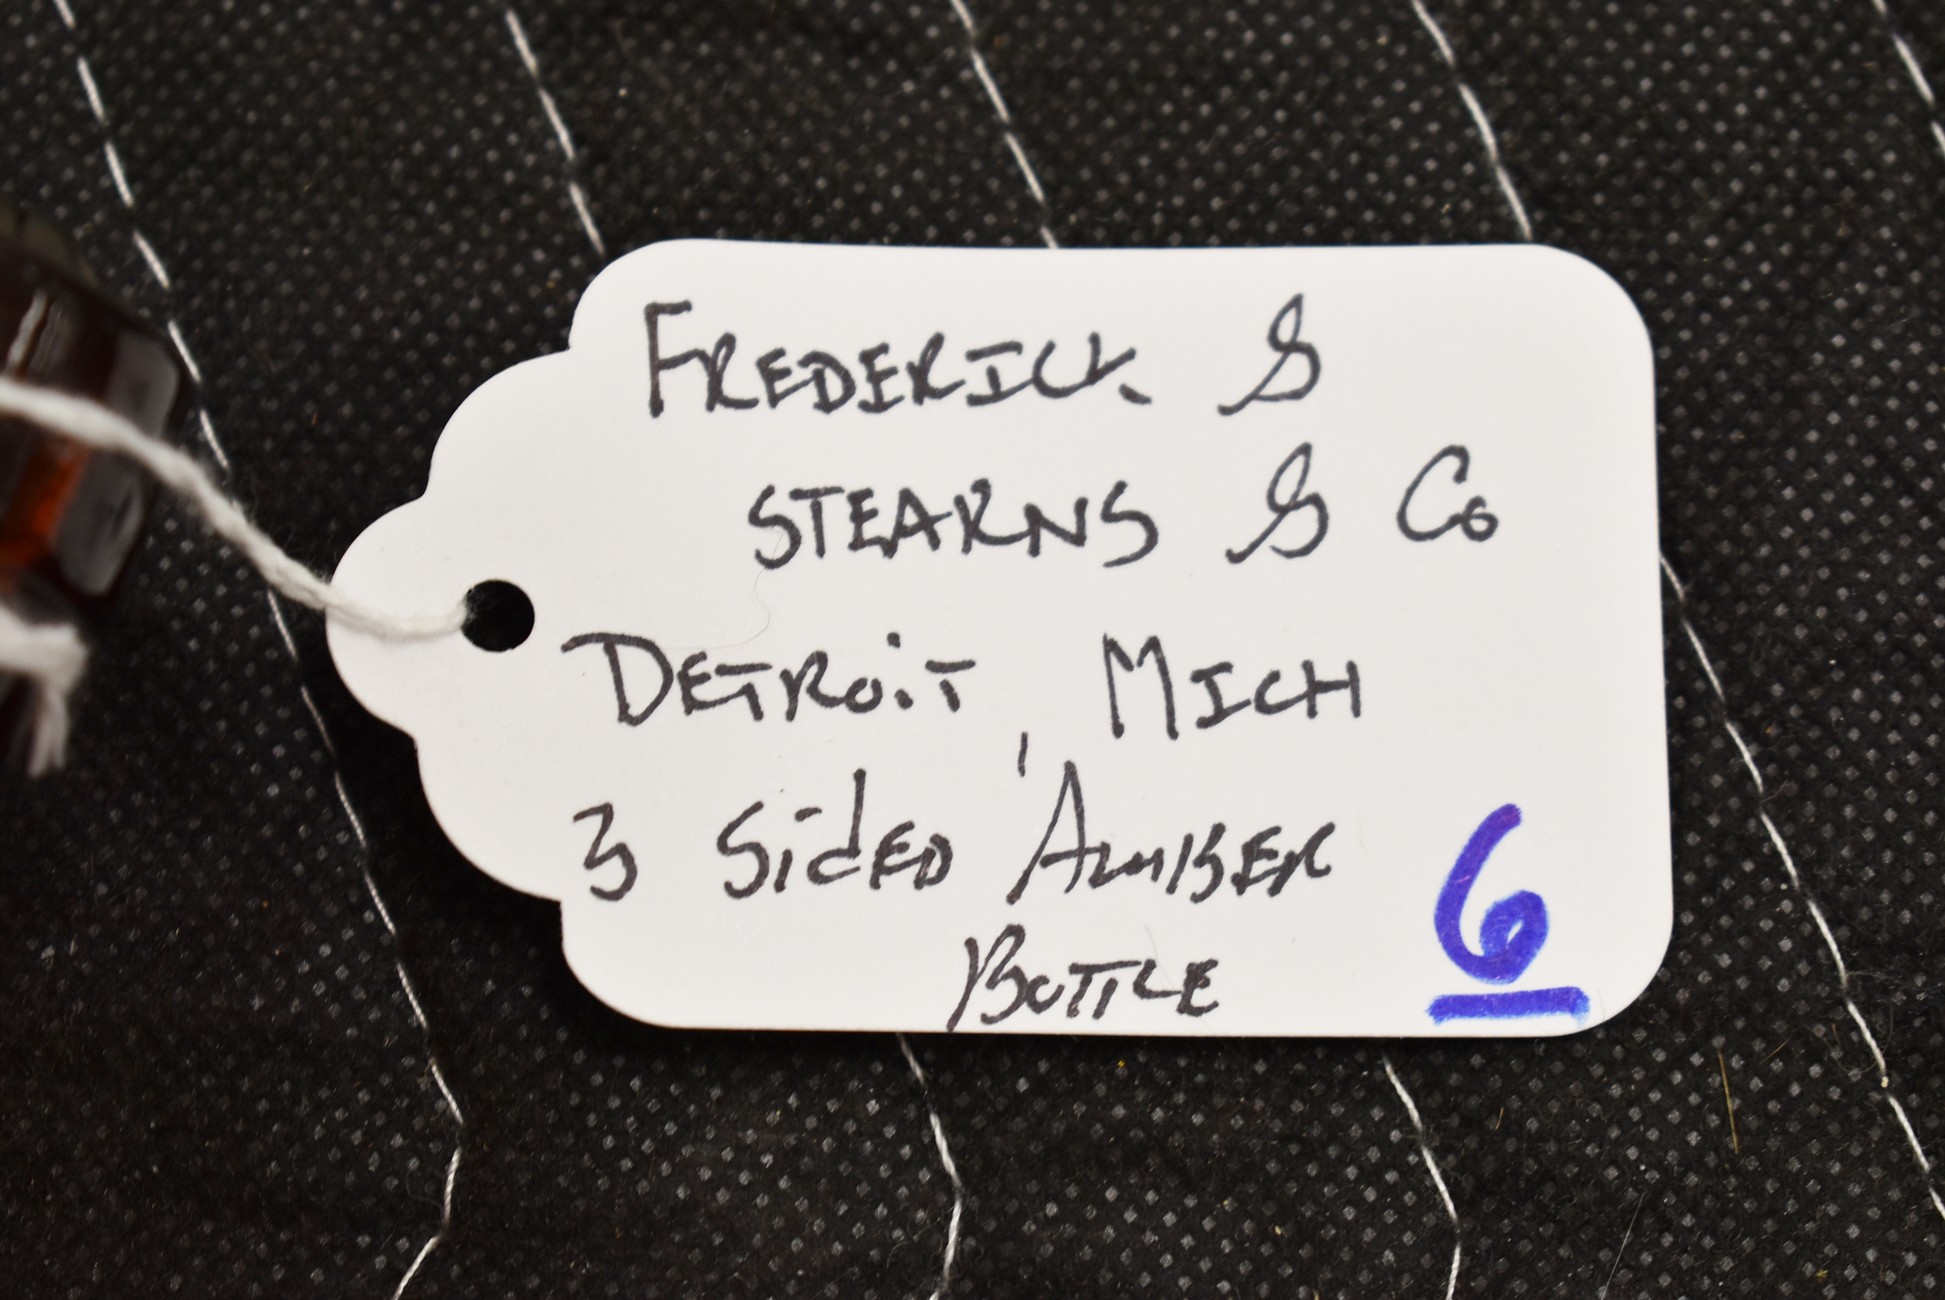 FREDERICK &
STEARNS & Co
DETROiT, MICH
3 SidED AMBER
BOTTLE
6